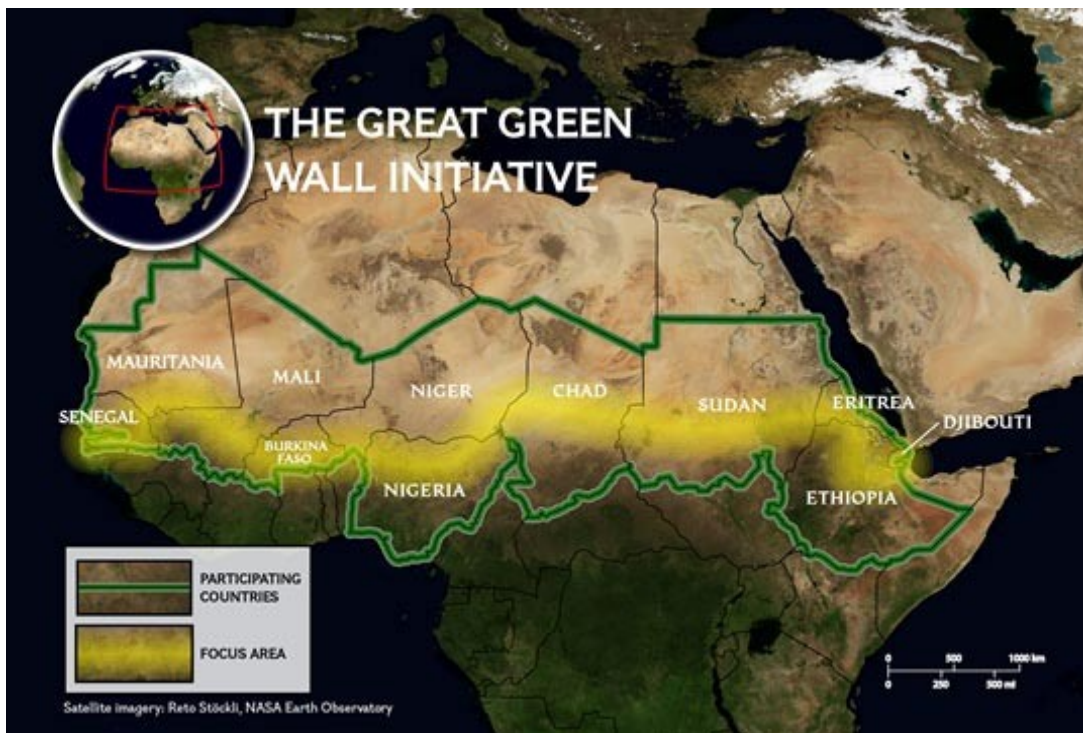 THE GREAT GREEN
WALL INITIATIVE
MAURITANIA
MALI
NIGER
CHAD
SUDAN
ERITREA
DJIBOUTI
SENEGAL
BURKINA
FASO
NIGERIA
ETHIOPIA
PARTICIPATING
COUNTRIES
FOCUS AREA
0 500 1000 km
0 250 500 mi
Satellite imagery: Reto Stöckli, NASA Earth Observatory